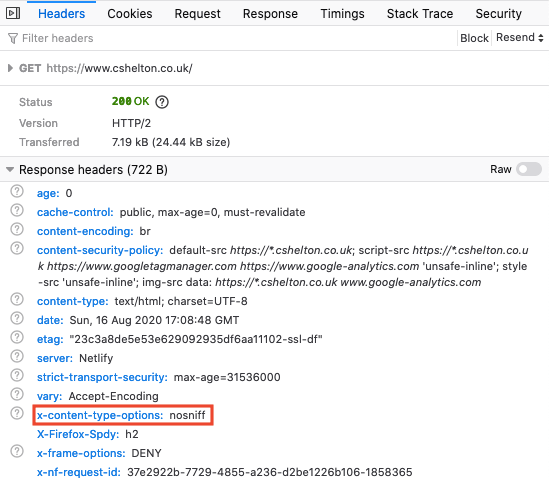 Headers Cookies Request Response Timings Stack Trace Security
Filter headers Block Resend
GET https://www.cshelton.co.uk/
Status 200 OK ?
Version HTTP/2
Transferred 7.19 kB (24.44 kB size)
Response headers (722 B) Raw
? age: 0
? cache-control: public, max-age=0, must-revalidate
? content-encoding: br
? content-security-policy: default-src https://*.cshelton.co.uk; script-src https://*.cshelton.co.u
k https://www.googletagmanager.com https://www.google-analytics.com 'unsafe-inline'; style
-src 'unsafe-inline'; img-src data: https://*.cshelton.co.uk www.google-analytics.com
? content-type: text/html; charset=UTF-8
? date: Sun, 16 Aug 2020 17:08:48 GMT
? etag: "23c3a8de5e53e629092935df6aa11102-ssl-df"
? server: Netlify
? strict-transport-security: max-age=31536000
? vary: Accept-Encoding
? x-content-type-options: nosniff
X-Firefox-Spdy: h2
? x-frame-options: DENY
x-nf-request-id: 37e2922b-7729-4855-a236-d2be1226b106-1858365